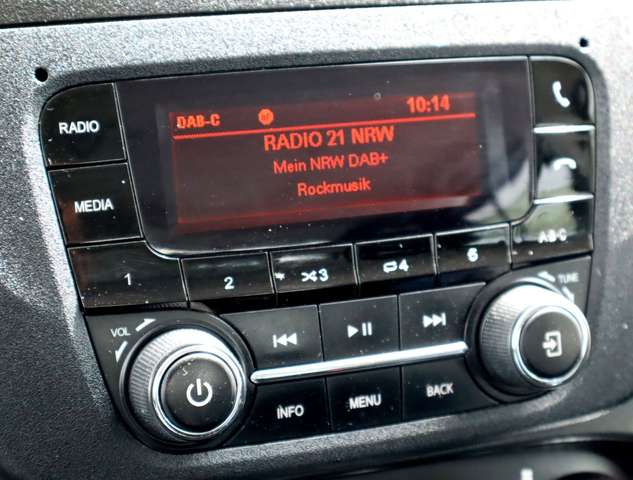 DAB-C 10:14
RADIO 21 NRW
Mein NRW DAB+
Rockmusik
RADIO
MEDIA
A-B-C
1 2 3 4 5
VOL
TUNE
INFO MENU BACK